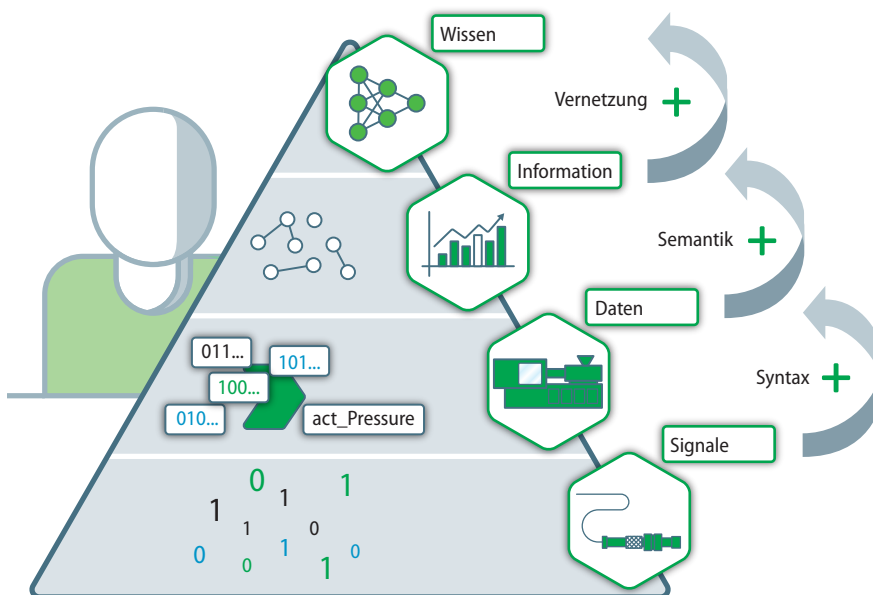 Wissen
Vernetzung +
Information
Semantik +
Daten
011...
101...
100...
Syntax +
010...
act_Pressure
Signale
0
1
1
1
1
0
0
1
0
0
1